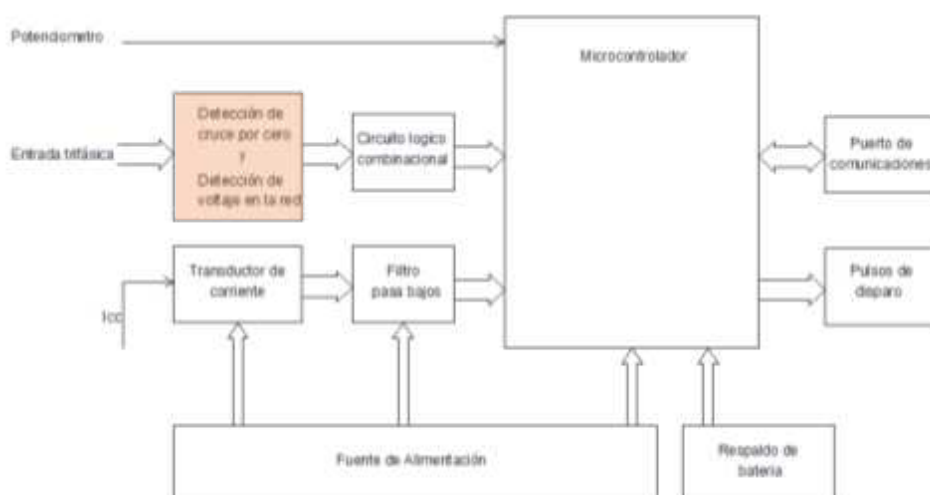 Potenciometro
Microcontrolador
Detección de
cruce por cero
y
Detección de
voltaje en la red
Entrada trifásica
Circuito logico
combinacional
Puerto de
comunicaciones
Transductor de
corriente
Filtro
pasa bajos
Pulsos de
disparo
Icc
Fuente de Alimentación
Respaldo de
bateria